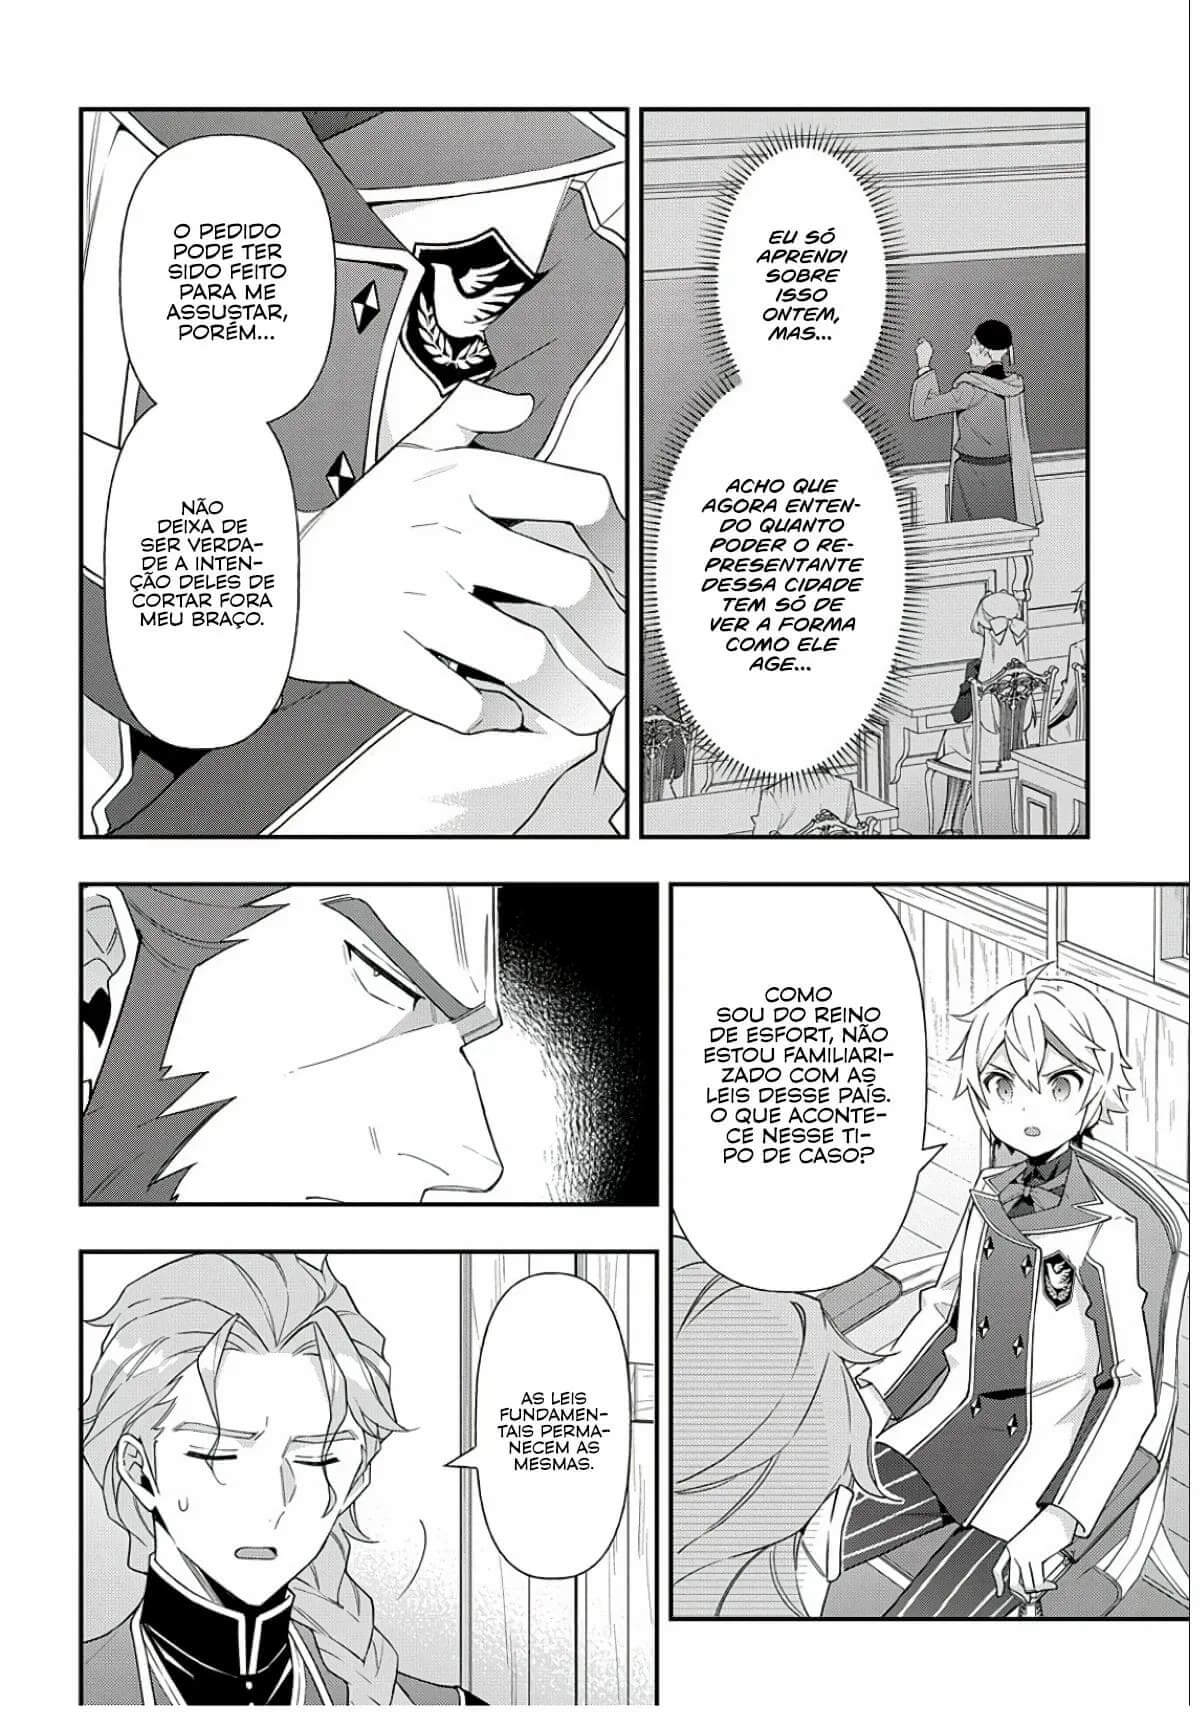 EU SÓ
APRENDI
SOBRE
ISSO
ONTEM,
MAS...
ACHO QUE
AGORA ENTEN-
DO QUANTO
PODER O RE-
PRESENTANTE
DESSA CIDADE
TEM SÓ DE
VER A FORMA
COMO ELE
AGE...
O PEDIDO
PODE TER
SIDO FEITO
PARA ME
ASSUSTAR,
PORÉM...
NÃO
DEIXA DE
SER VERDA-
DE A INTEN-
ÇÃO DELES DE
CORTAR FORA
MEU BRAÇO.
COMO
SOU DO REINO
DE ESFORT, NÃO
ESTOU FAMILIARI-
ZADO COM AS
LEIS DESSE PAÍS.
O QUE ACONTE-
CE NESSE TI-
PO DE CASO?
AS LEIS
FUNDAMEN-
TAIS PERMA-
NECEM AS
MESMAS.